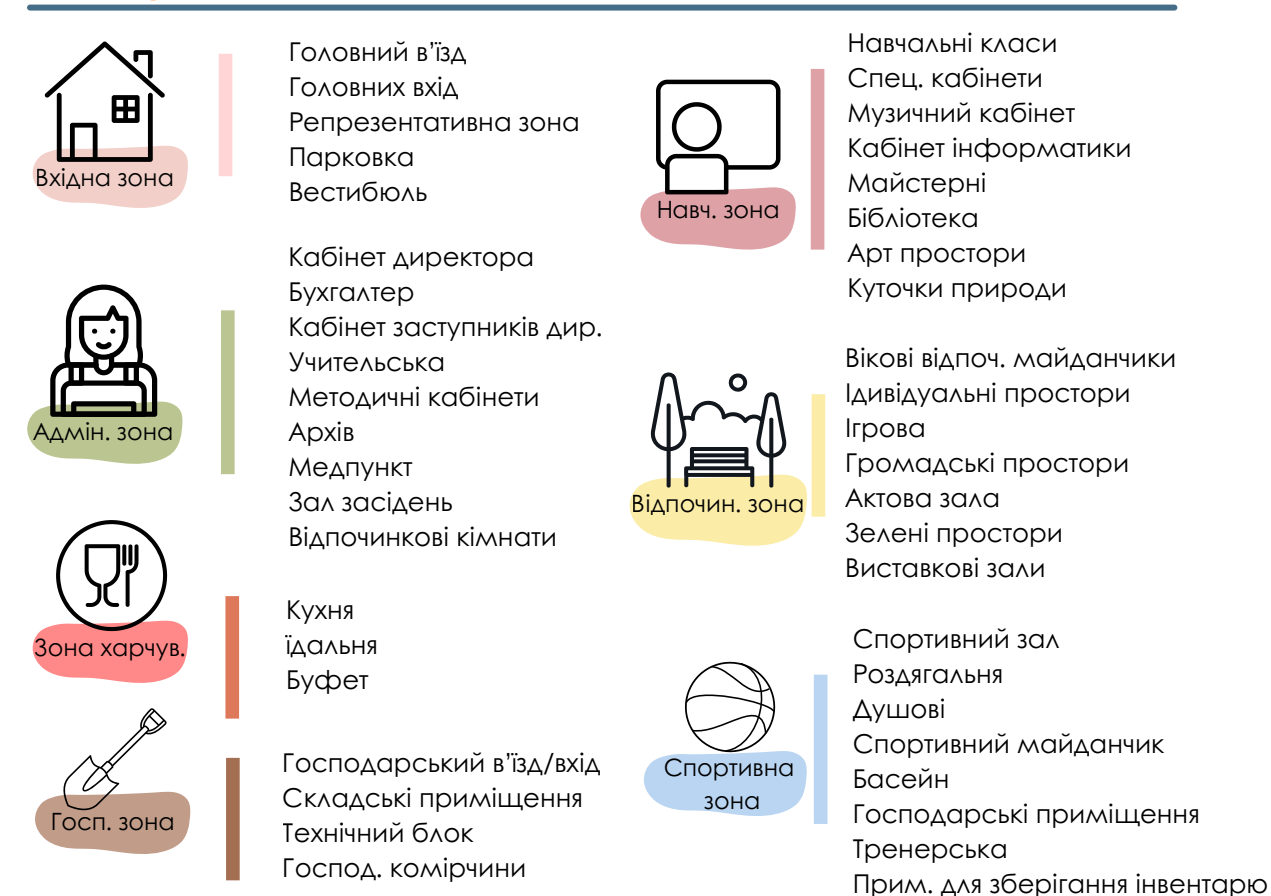 Вхідна зона
Головний в’їзд
Головних вхід
Репрезентативна зона
Парковка
Вестибюль
Адмін. зона
Кабінет директора
Бухгалтер
Кабінет заступників дир.
Учительська
Методичні кабінети
Архів
Медпункт
Зал засідень
Відпочинкові кімнати
Зона харчув.
Кухня
їдальня
Буфет
Госп. зона
Господарський в’їзд/вхід
Складські приміщення
Технічний блок
Господ. комірчини
Навч. зона
Навчальні класи
Спец. кабінети
Музичний кабінет
Кабінет інформатики
Майстерні
Бібліотека
Арт простори
Куточки природи
Відпочин. зона
Вікові відпоч. майданчики
Ідивідуальні простори
Ігрова
Громадські простори
Актова зала
Зелені простори
Виставкові зали
Спортивна
зона
Спортивний зал
Роздягальня
Душові
Спортивний майданчик
Басейн
Господарські приміщення
Тренерська
Прим. для зберігання інвентарю